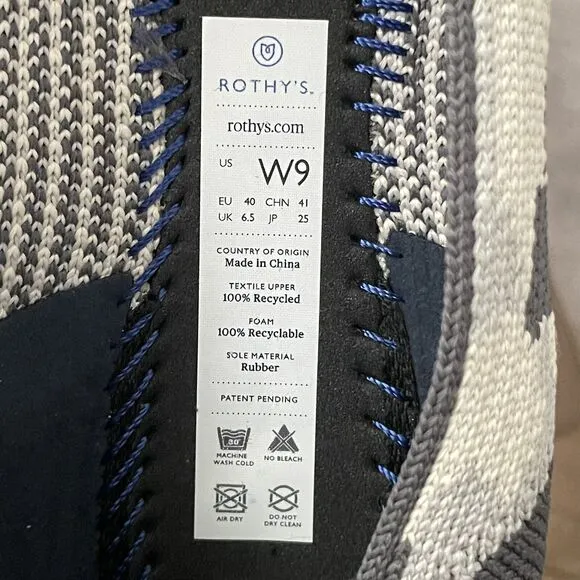 ROTHY'S
rothys.com
US W9
EU 40 CHN 41
UK 6.5 JP 25
COUNTRY OF ORIGIN
Made in China
TEXTILE UPPER
100% Recycled
FOAM
100% Recyclable
SOLE MATERIAL
Rubber
PATENT PENDING
30°
MACHINE
WASH COLD
NO BLEACH
AIR DRY
DO NOT
DRY CLEAN